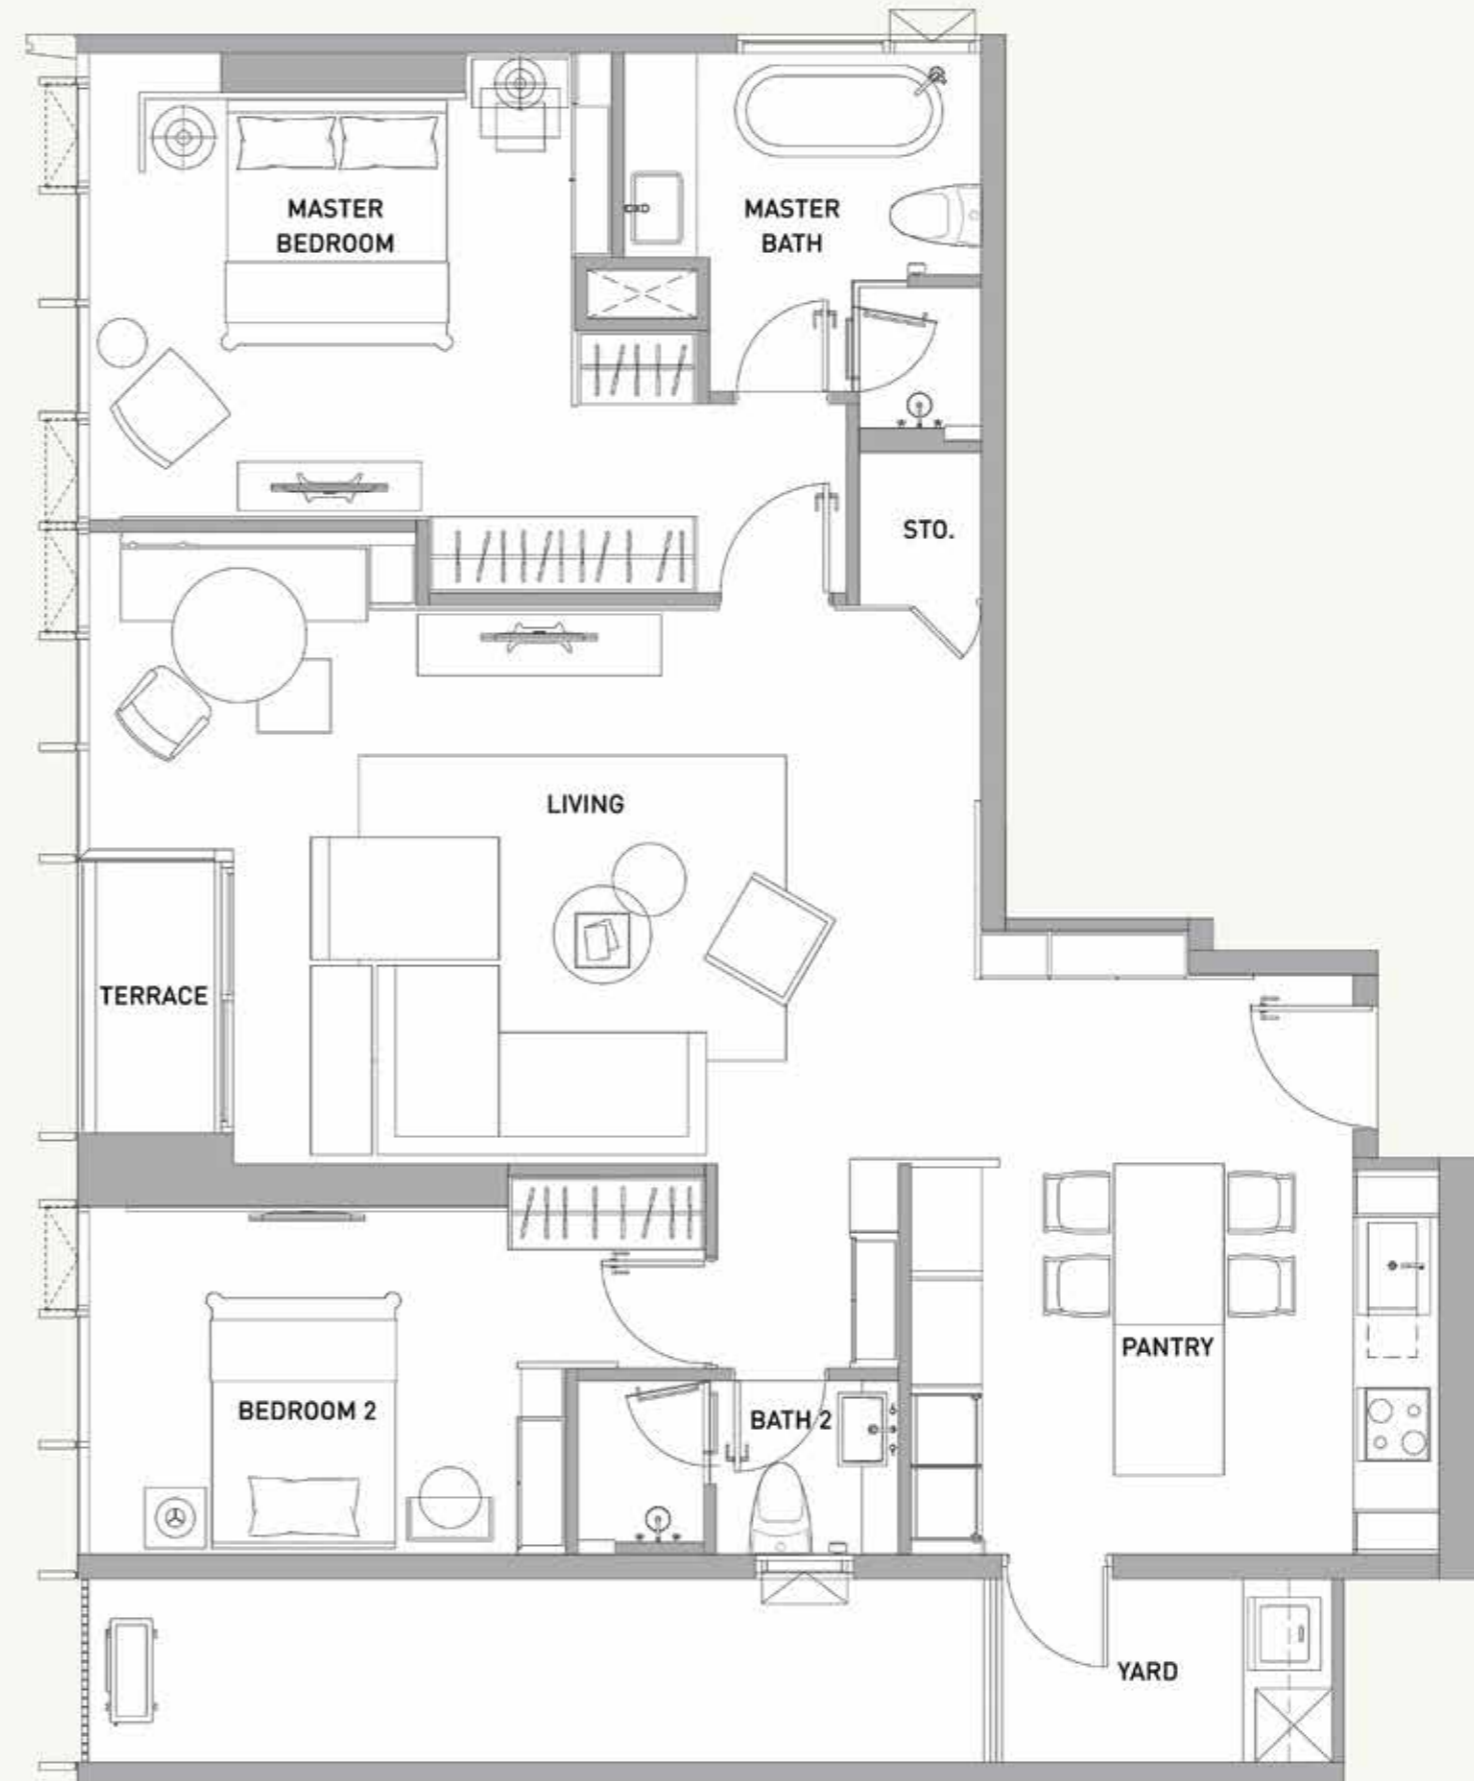 MASTER
BEDROOM
MASTER
BATH
STO.
LIVING
TERRACE
PANTRY
BEDROOM 2
BATH 2
YARD